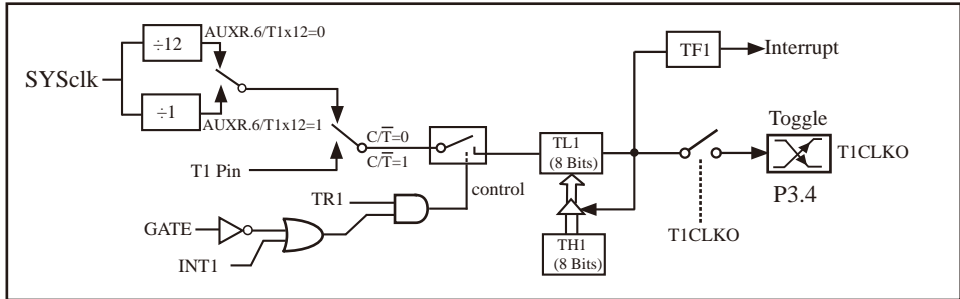 ÷12
AUXR.6/T1x12=0
SYSclk
÷1
AUXR.6/T1x12=1
C/T̅=0
C/T̅=1
T1 Pin
TR1
control
GATE
INT1
TL1
(8 Bits)
TH1
(8 Bits)
TF1
Interrupt
Toggle
T1CLKO
P3.4
T1CLKO